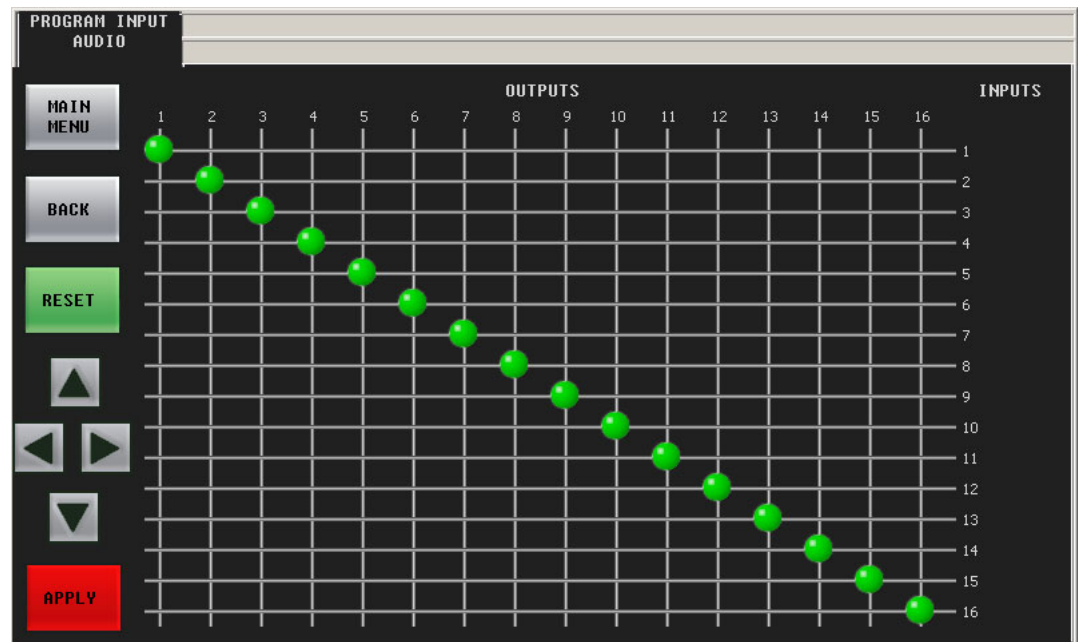 PROGRAM INPUT
AUDIO
OUTPUTS
INPUTS
MAIN
MENU
1 2 3 4 5 6 7 8 9 10 11 12 13 14 15 16
1
2
BACK
3
4
5
RESET
6
7
8
9
10
11
12
13
14
15
APPLY
16